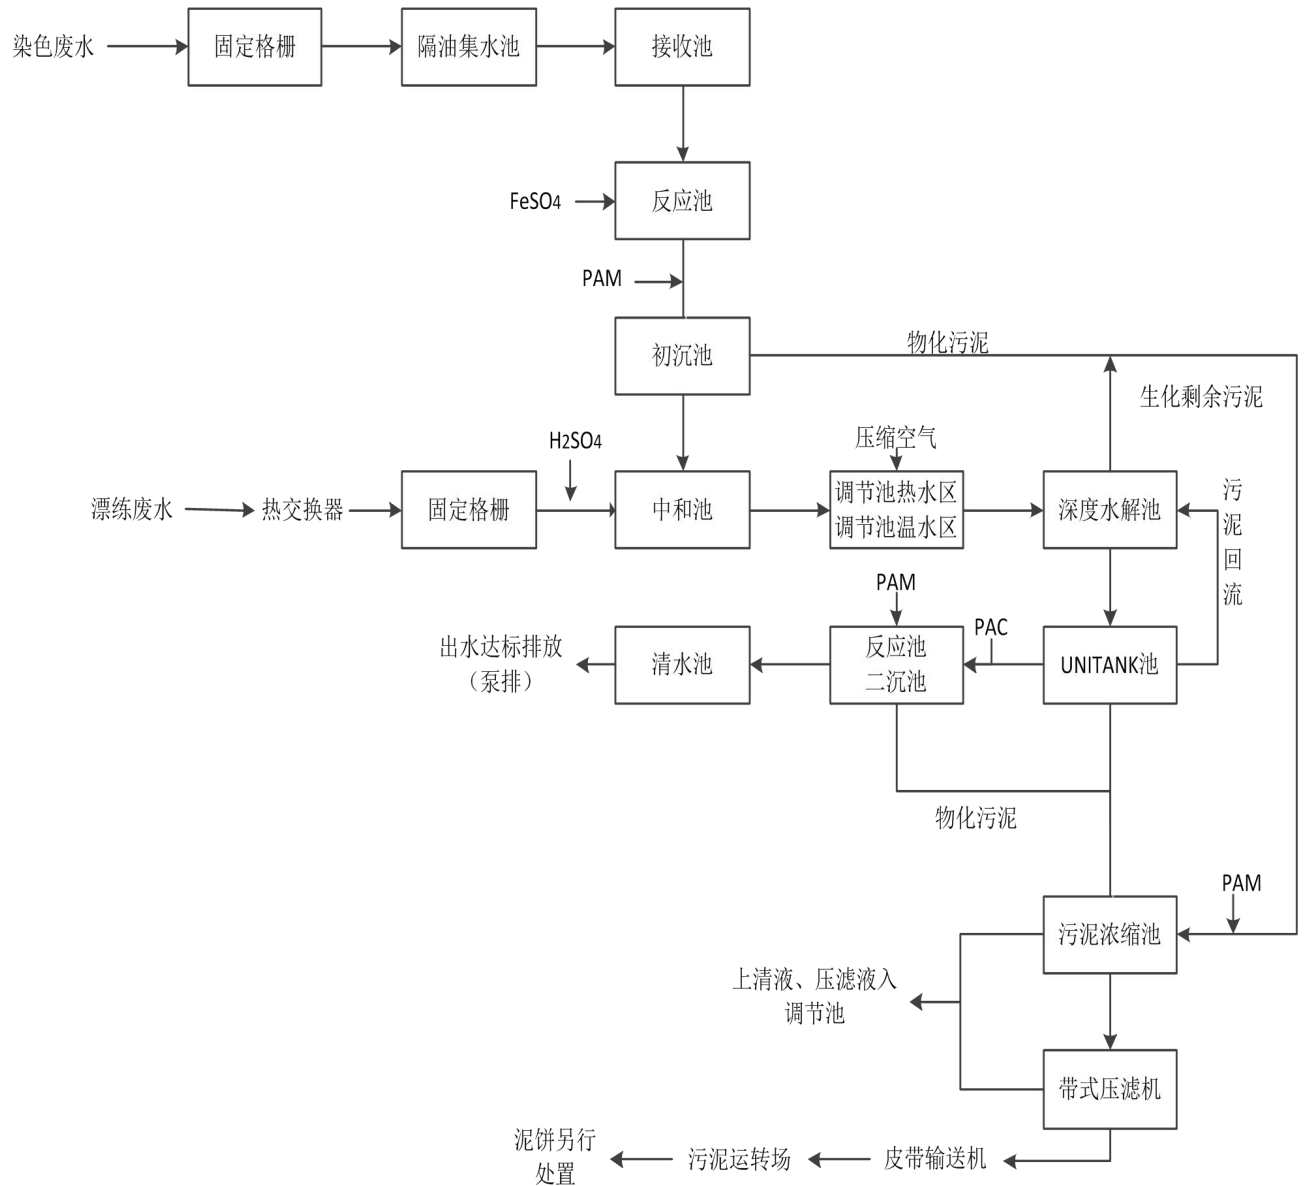 染色废水
固定格栅
隔油集水池
接收池
FeSO4
反应池
PAM
初沉池
物化污泥
生化剩余污泥
H2SO4
压缩空气
漂练废水
热交换器
固定格栅
中和池
调节池热水区
调节池温水区
深度水解池
污
泥
回
流
PAM
PAC
出水达标排放
（泵排）
清水池
反应池
二沉池
UNITANK池
物化污泥
PAM
污泥浓缩池
上清液、压滤液入
调节池
带式压滤机
泥饼另行
处置
污泥运转场
皮带输送机